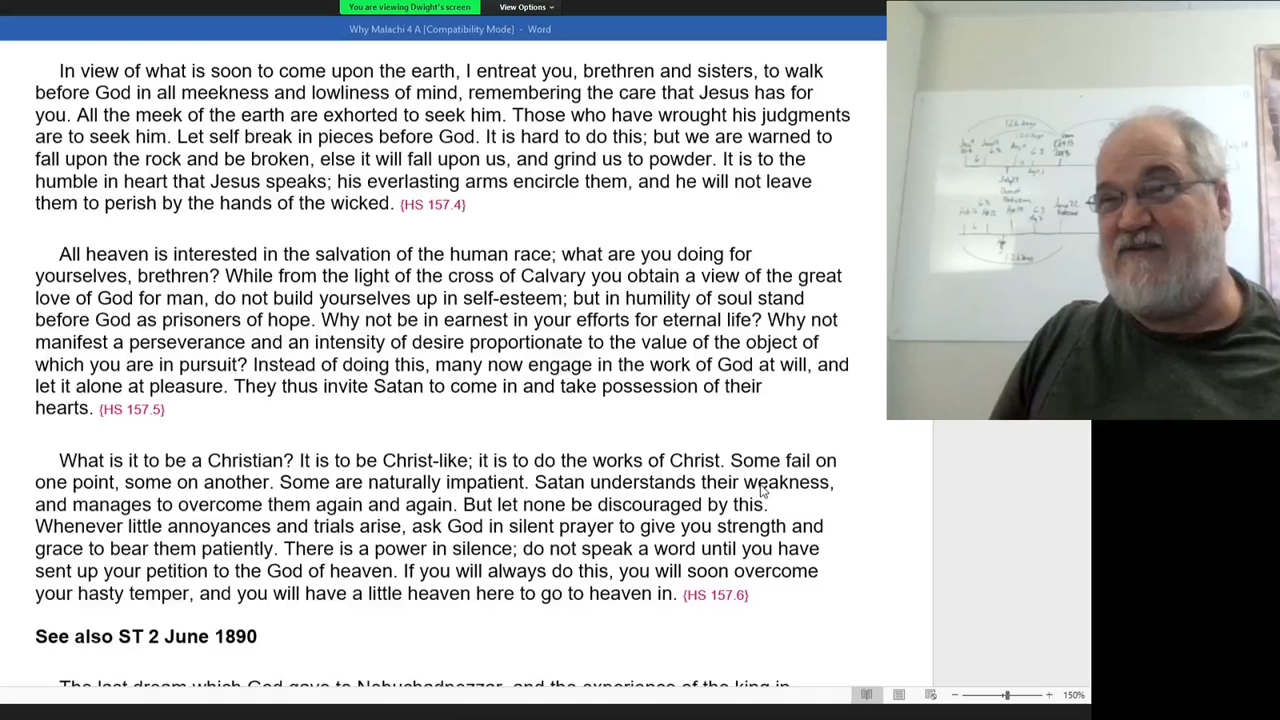 You are viewing Dwight's screen
View Options
Why Malachi 4 A [Compatibility Mode] - Word
In view of what is soon to come upon the earth, I entreat you, brethren and sisters, to walk
before God in all meekness and lowliness of mind, remembering the care that Jesus has for
you. All the meek of the earth are exhorted to seek him. Those who have wrought his judgments
are to seek him. Let self break in pieces before God. It is hard to do this; but we are warned to
fall upon the rock and be broken, else it will fall upon us, and grind us to powder. It is to the
humble in heart that Jesus speaks; his everlasting arms encircle them, and he will not leave
them to perish by the hands of the wicked. {HS 157.4}
All heaven is interested in the salvation of the human race; what are you doing for
yourselves, brethren? While from the light of the cross of Calvary you obtain a view of the great
love of God for man, do not build yourselves up in self-esteem; but in humility of soul stand
before God as prisoners of hope. Why not be in earnest in your efforts for eternal life? Why not
manifest a perseverance and an intensity of desire proportionate to the value of the object of
which you are in pursuit? Instead of doing this, many now engage in the work of God at will, and
let it alone at pleasure. They thus invite Satan to come in and take possession of their
hearts. {HS 157.5}
What is it to be a Christian? It is to be Christ-like; it is to do the works of Christ. Some fail on
one point, some on another. Some are naturally impatient. Satan understands their weakness,
and manages to overcome them again and again. But let none be discouraged by this.
Whenever little annoyances and trials arise, ask God in silent prayer to give you strength and
grace to bear them patiently. There is a power in silence; do not speak a word until you have
sent up your petition to the God of heaven. If you will always do this, you will soon overcome
your hasty temper, and you will have a little heaven here to go to heaven in. {HS 157.6}
See also ST 2 June 1890
The last dream which God gave to Nebuchadnezzar, and the experience of the king in
150%